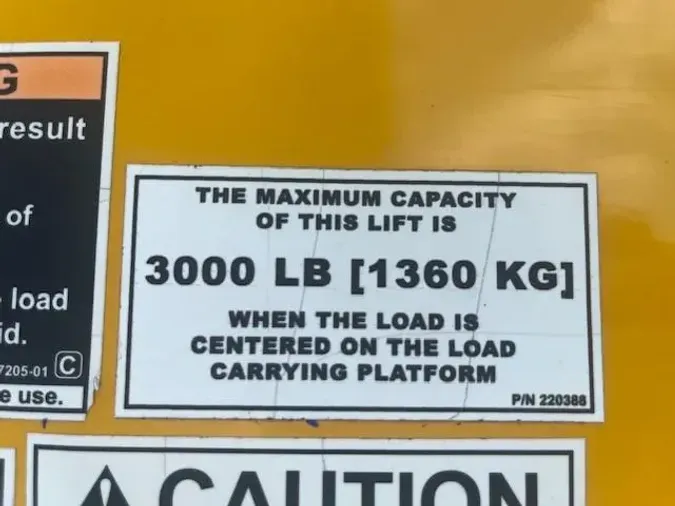 G
result
of
load
id.
7205-01 C
e use.
THE MAXIMUM CAPACITY
OF THIS LIFT IS
3000 LB [1360 KG]
WHEN THE LOAD IS
CENTERED ON THE LOAD
CARRYING PLATFORM
P/N 220388
CAUTION